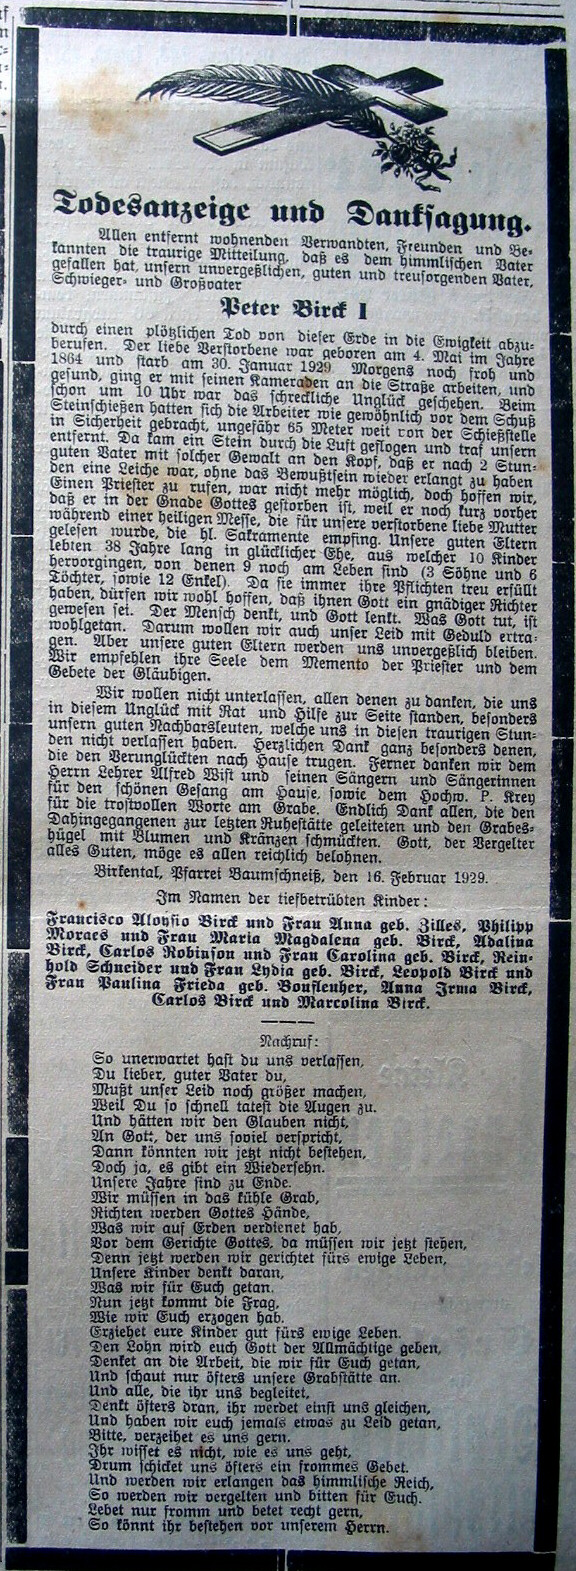 Todesanzeige und Danksagung.
Allen entfernt wohnenden Verwandten, Freunden und Be-
kannten die traurige Mitteilung, daß es dem himmlischen Vater
gefallen hat, unsern unvergeßlichen, guten und treusorgenden Vater,
Schwieger- und Großvater
Peter Birck I
durch einen plötzlichen Tod von dieser Erde in die Ewigkeit abzu-
berufen. Der liebe Verstorbene war geboren am 4. Mai im Jahre
1864 und starb am 30. Januar 1929. Morgens noch froh und
gesund, ging er mit seinen Kameraden an die Straße arbeiten, und
schon um 10 Uhr war das schreckliche Unglück geschehen. Beim
Steinschießen hatten sich die Arbeiter wie gewöhnlich vor dem Schuß
in Sicherheit gebracht, ungefähr 65 Meter weit von der Schießstelle
entfernt. Da kam ein Stein durch die Luft geflogen und traf unsern
guten Vater mit solcher Gewalt an den Kopf, daß er nach 2 Stun-
den eine Leiche war, ohne das Bewußtsein wieder erlangt zu haben
Einen Priester zu rufen, war nicht mehr möglich, doch hoffen wir,
daß er in der Gnade Gottes gestorben ist, weil er noch kurz vorher
während einer heiligen Messe, die für unsere verstorbene liebe Mutter
gelesen wurde, die hl. Sakramente empfing. Unsere guten Eltern
lebten 38 Jahre lang in glücklicher Ehe, aus welcher 10 Kinder
hervorgingen, von denen 9 noch am Leben sind (3 Söhne und 6
Töchter, sowie 12 Enkel). Da sie immer ihre Pflichten treu erfüllt
haben, dürfen wir wohl hoffen, daß ihnen Gott ein gnädiger Richter
gewesen sei. Der Mensch denkt, und Gott lenkt. Was Gott tut, ist
wohlgetan. Darum wollen wir auch unser Leid mit Geduld ertra-
gen. Aber unsere guten Eltern werden uns unvergeßlich bleiben.
Wir empfehlen ihre Seele dem Memento der Priester und dem
Gebete der Gläubigen.
Wir wollen nicht unterlassen, allen denen zu danken, die uns
in diesem Unglück mit Rat und Hilfe zur Seite standen, besonders
unsern guten Nachbarsleuten, welche uns in diesen traurigen Stun-
den nicht verlassen haben. Herzlichen Dank ganz besonders denen,
die den Verunglückten nach Hause trugen. Ferner danken wir dem
Herrn Lehrer Alfred Wist und seinen Sängern und Sängerinnen
für den schönen Gesang am Hause, sowie dem Hochw. P. Krey
für die trostvollen Worte am Grabe. Endlich Dank allen, die den
Dahingegangenen zur letzten Ruhestätte geleiteten und den Grabes-
hügel mit Blumen und Kränzen schmückten. Gott, der Vergelter
alles Guten, möge es allen reichlich belohnen.
Birkental, Pfarrei Baumschneiß, den 16. Februar 1929.
Im Namen der tiefbetrübten Kinder:
Francisco Aloysio Birck und Frau Anna geb. Zilles, Philipp
Moraes und Frau Maria Magdalena geb. Birck, Adalina
Birck, Carlos Robinson und Frau Carolina geb. Birck, Rein-
hold Schneider und Frau Lydia geb. Birck, Leopold Birck und
Frau Paulina Frieda geb. Bousleuher, Anna Irma Birck,
Carlos Birck und Marcolina Birck.
Nachruf:
So unerwartet hast du uns verlassen,
Du lieber, guter Vater du,
Mußt unser Leid noch größer machen,
Weil Du so schnell tatest die Augen zu.
Und hätten wir den Glauben nicht,
An Gott, der uns soviel verspricht,
Dann könnten wir jetzt nicht bestehen,
Doch ja, es gibt ein Wiedersehn.
Unsere Jahre sind zu Ende.
Wir müssen in das kühle Grab,
Richten werden Gottes Hände,
Was wir auf Erden verdienet hab,
Vor dem Gerichte Gottes, da müssen wir jetzt stehen,
Denn jetzt werden wir gerichtet fürs ewige Leben,
Unsere Kinder denkt daran,
Was wir für Euch getan.
Nun jetzt kommt die Frag,
Wie wir Euch erzogen hab.
Erziehet eure Kinder gut fürs ewige Leben.
Den Lohn wird euch Gott der Allmächtige geben,
Denket an die Arbeit, die wir für Euch getan,
Und schaut nur öfters unsere Grabstätte an.
Und alle, die ihr uns begleitet,
Denkt öfters dran, ihr werdet einst uns gleichen,
Und haben wir euch jemals etwas zu Leid getan,
Bitte, verzeihet es uns gern.
Ihr wisset es nicht, wie es uns geht,
Drum schicket uns öfters ein frommes Gebet.
Und werden wir erlangen das himmlische Reich,
So werden wir vergelten und bitten für Euch.
Lebet nur fromm und betet recht gern,
So könnt ihr bestehen vor unserem Herrn.